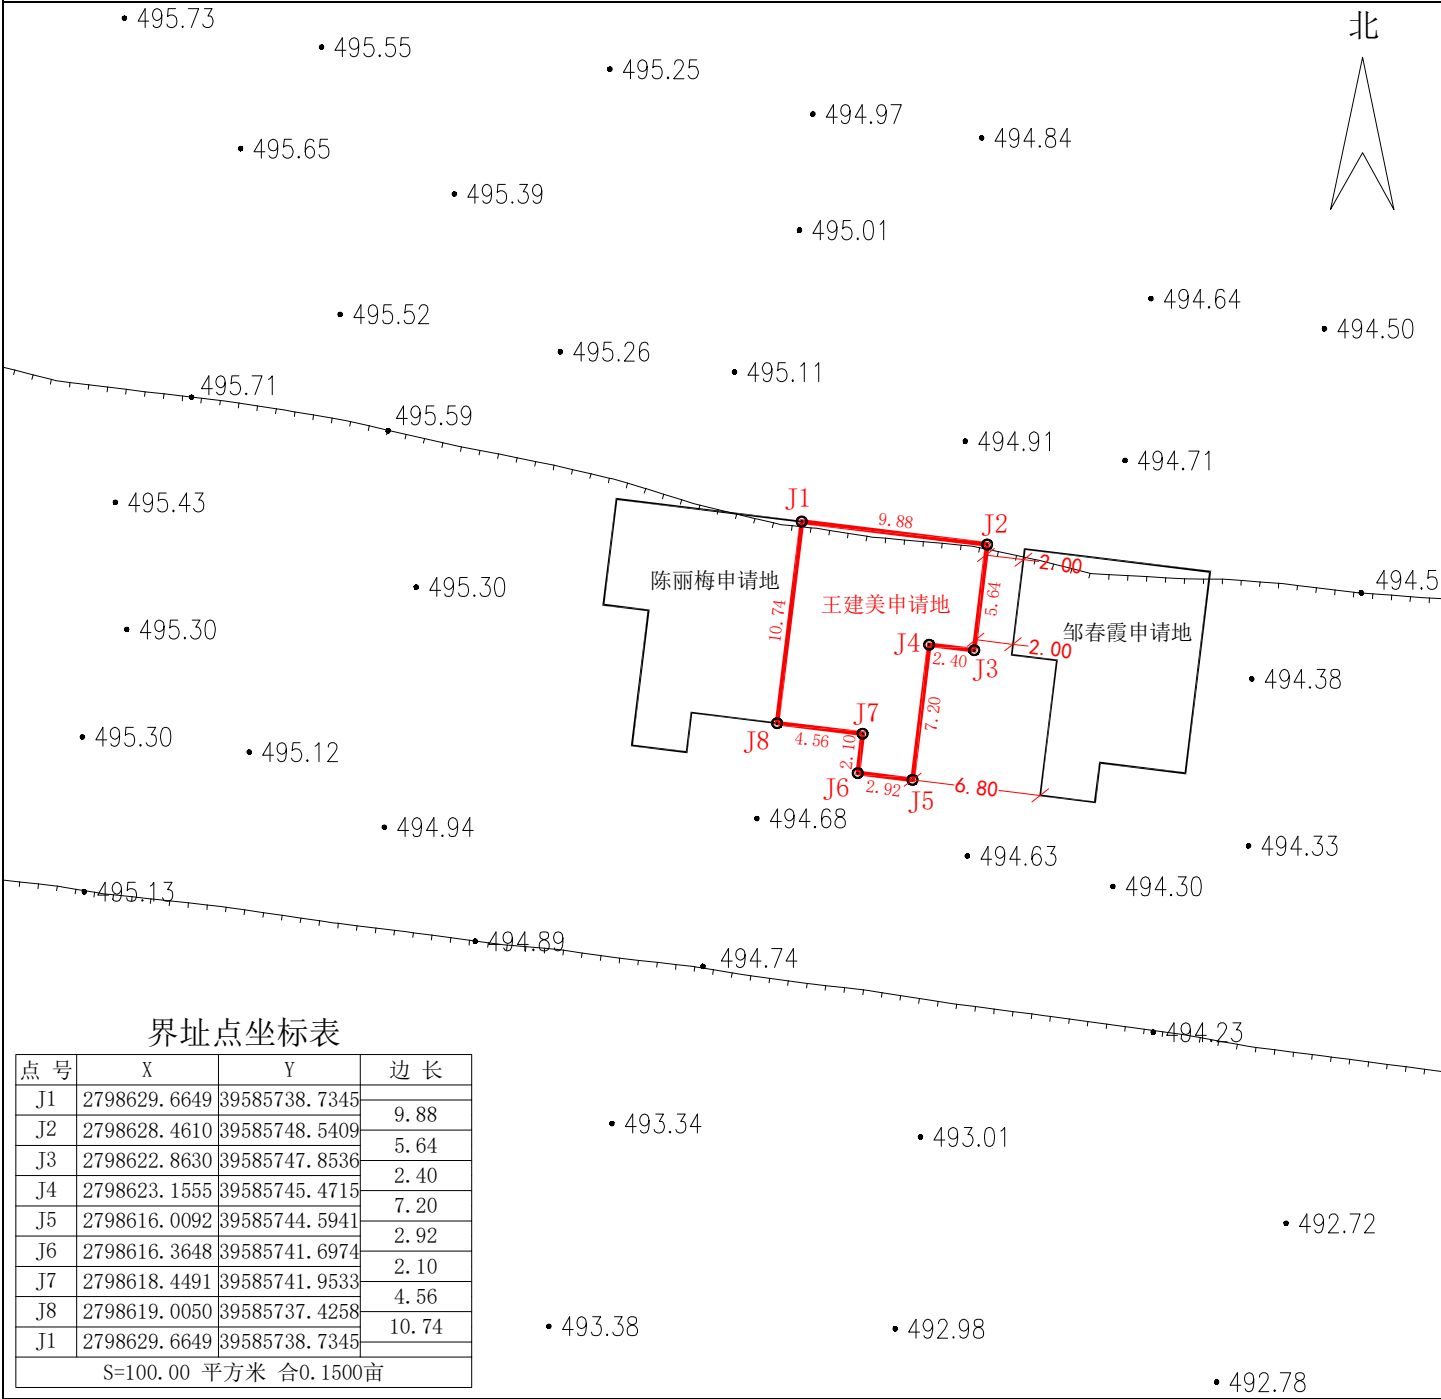 495.73
北
495.55
495.25
494.97
494.84
495.65
495.39
495.01
494.64
495.52
494.50
495.26
495.11
495.71
495.59
494.91
494.71
495.43
J1
9.88
J2
2.00
陈丽梅申请地
494.5
495.30
王建美申请地
5.64
10.74
495.30
邹春霞申请地
J4
2.40
J3
2.00
494.38
7.20
J7
495.30
J8
4.56
495.12
2.10
J6
2.92
J5
6.80
494.68
494.94
494.33
494.63
494.30
495.13
494.89
494.74
494.23
界址点坐标表
点 号 X Y 边 长
J1 2798629.6649 39585738.7345
9.88
J2 2798628.4610 39585748.5409
5.64
J3 2798622.8630 39585747.8536
2.40
J4 2798623.1555 39585745.4715
7.20
J5 2798616.0092 39585744.5941
2.92
J6 2798616.3648 39585741.6974
2.10
J7 2798618.4491 39585741.9533
4.56
J8 2798619.0050 39585737.4258
10.74
J1 2798629.6649 39585738.7345
S=100.00 平方米 合0.1500亩
493.34
493.01
492.72
493.38
492.98
492.78